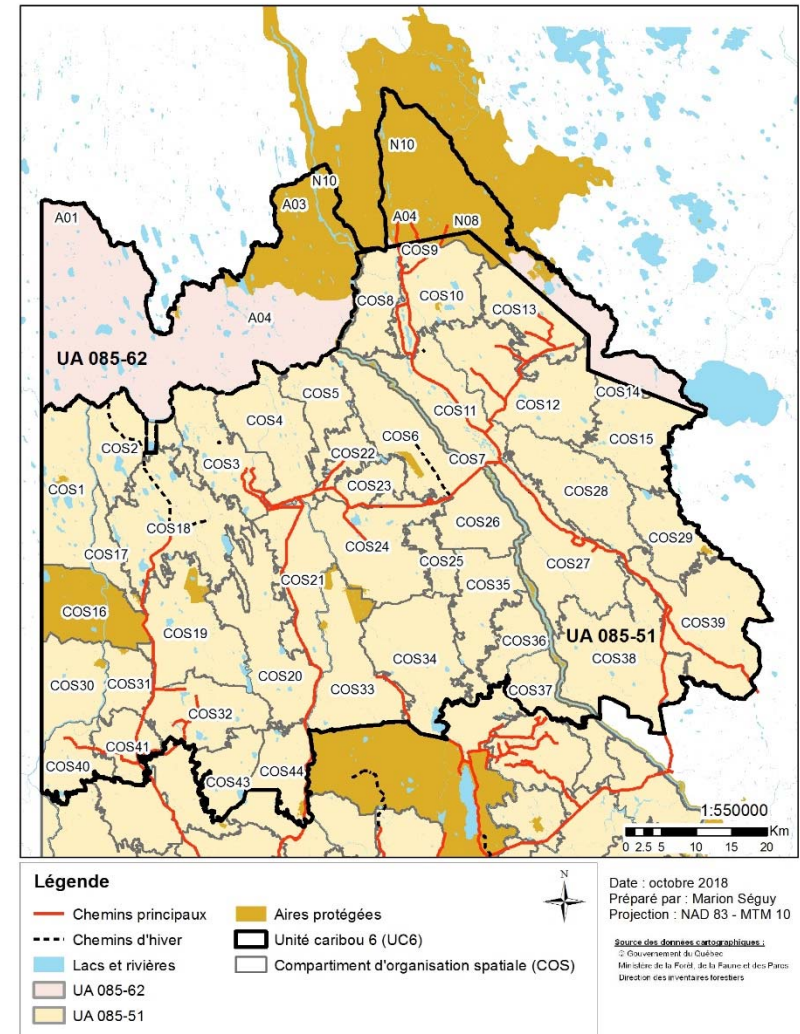 N10
N10
A03
A01
A04
N08
COS9
COS8
COS10
COS13
A04
UA 085-62
COS14
COS5
COS4
COS11
COS12
COS15
COS2
COS6
COS3
COS22
COS7
COS1
COS23
COS28
COS18
COS26
COS24
COS29
COS17
COS25
COS27
COS21
COS35
COS16
COS39
COS19
COS36
UA 085-51
COS34
COS38
COS30
COS31
COS20
COS33
COS37
COS32
COS41
COS40
COS43
COS44
1:550000
Km
0 2.5 5 10 15 20
Légende
Chemins principaux
Chemins d'hiver
Lacs et rivières
UA 085-62
UA 085-51
Aires protégées
Unité caribou 6 (UC6)
Compartiment d'organisation spatiale (COS)
N
Date : octobre 2018
Préparé par : Marion Séguy
Projection : NAD 83 - MTM 10
Source des données cartographiques :
© Gouvernement du Québec
Ministère de la Forêt, de la Faune et des Parcs
Direction des inventaires forestiers